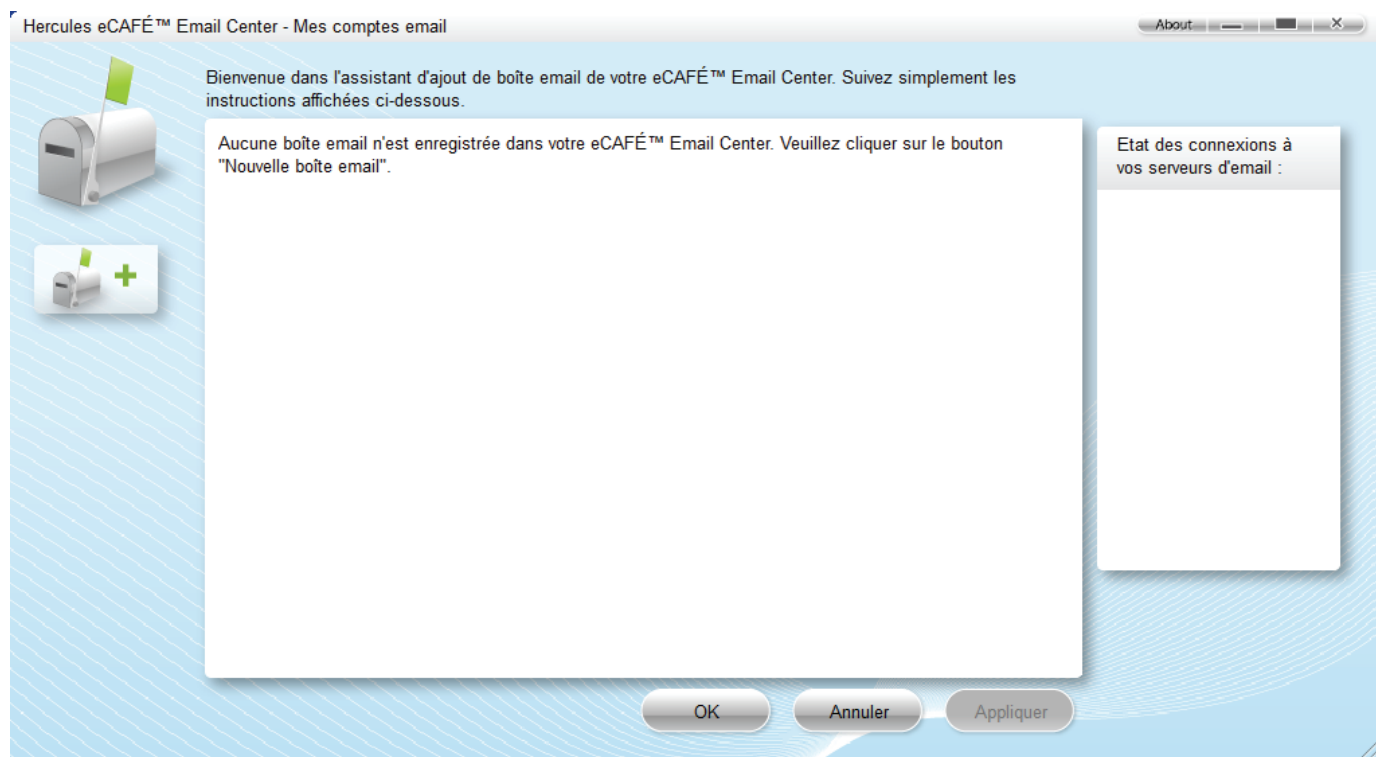 Hercules eCAFÉ™ Email Center - Mes comptes email
About
Bienvenue dans l'assistant d'ajout de boîte email de votre eCAFÉ™ Email Center. Suivez simplement les
instructions affichées ci-dessous.
Aucune boîte email n'est enregistrée dans votre eCAFÉ™ Email Center. Veuillez cliquer sur le bouton
"Nouvelle boîte email".
Etat des connexions à
vos serveurs d'email :
OK
Annuler
Appliquer